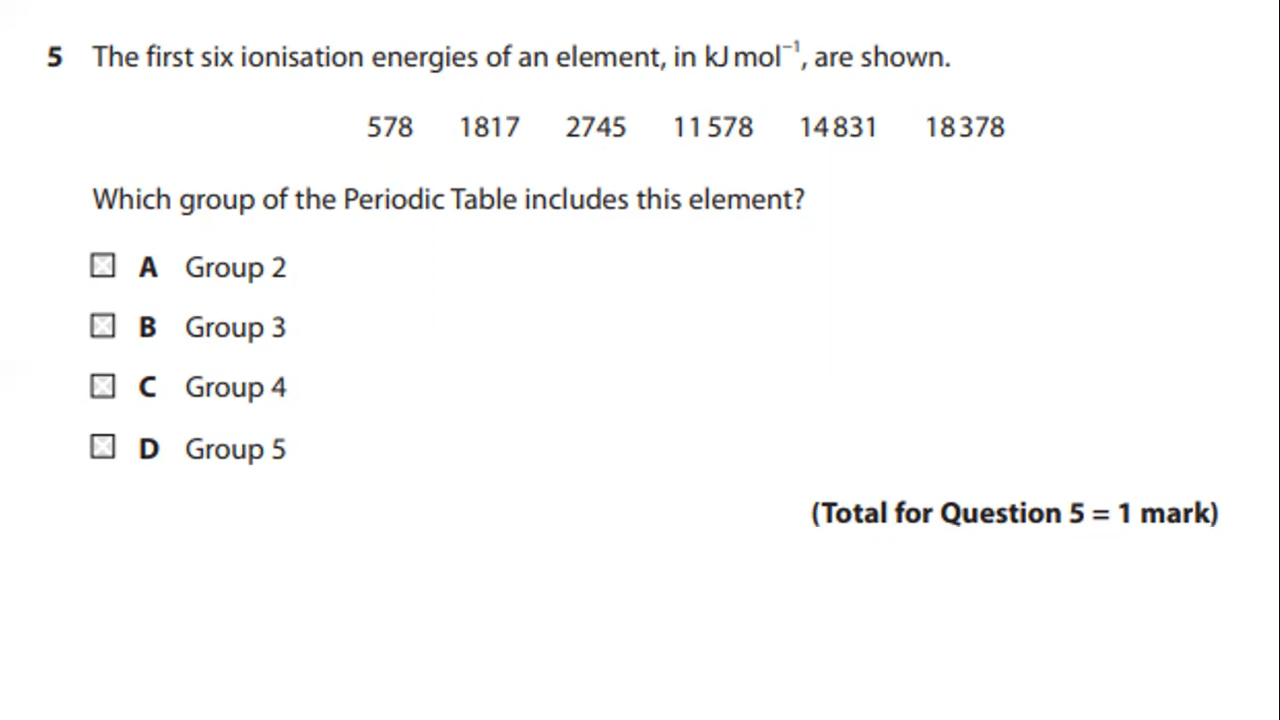 5 The first six ionisation energies of an element, in kJ mol⁻¹, are shown.
578 1817 2745 11 578 14 831 18 378
Which group of the Periodic Table includes this element?
A Group 2
B Group 3
C Group 4
D Group 5
(Total for Question 5 = 1 mark)